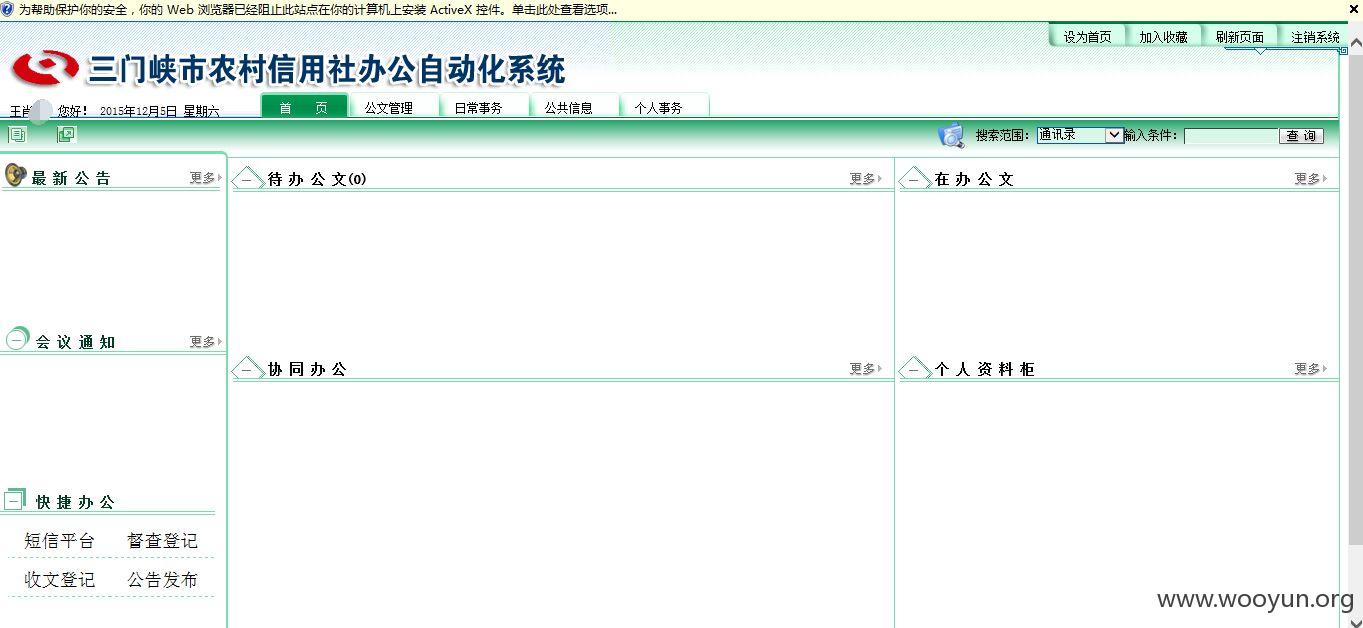 为帮助保护你的安全，你的 Web 浏览器已经阻止此站点在你的计算机上安装 ActiveX 控件。单击此处查看选项...
设为首页 加入收藏 刷新页面 注销系统
三门峡市农村信用社办公自动化系统
王肖 您好！ 2015年12月5日 星期六
首 页 公文管理 日常事务 公共信息 个人事务
搜索范围： 通讯录 输入条件： 查 询
最 新 公 告 更多
待 办 公 文(0) 更多
在 办 公 文 更多
会 议 通 知 更多
协 同 办 公 更多
个 人 资 料 柜 更多
快 捷 办 公
短信平台 督查登记
收文登记 公告发布
www.wooyun.org